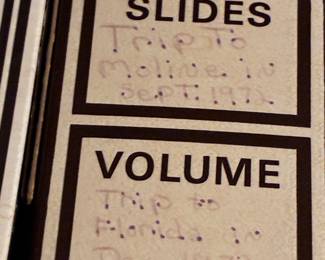 SLIDES
Trip To
Moline in
Sept. 1972
VOLUME
Trip to
Florida in